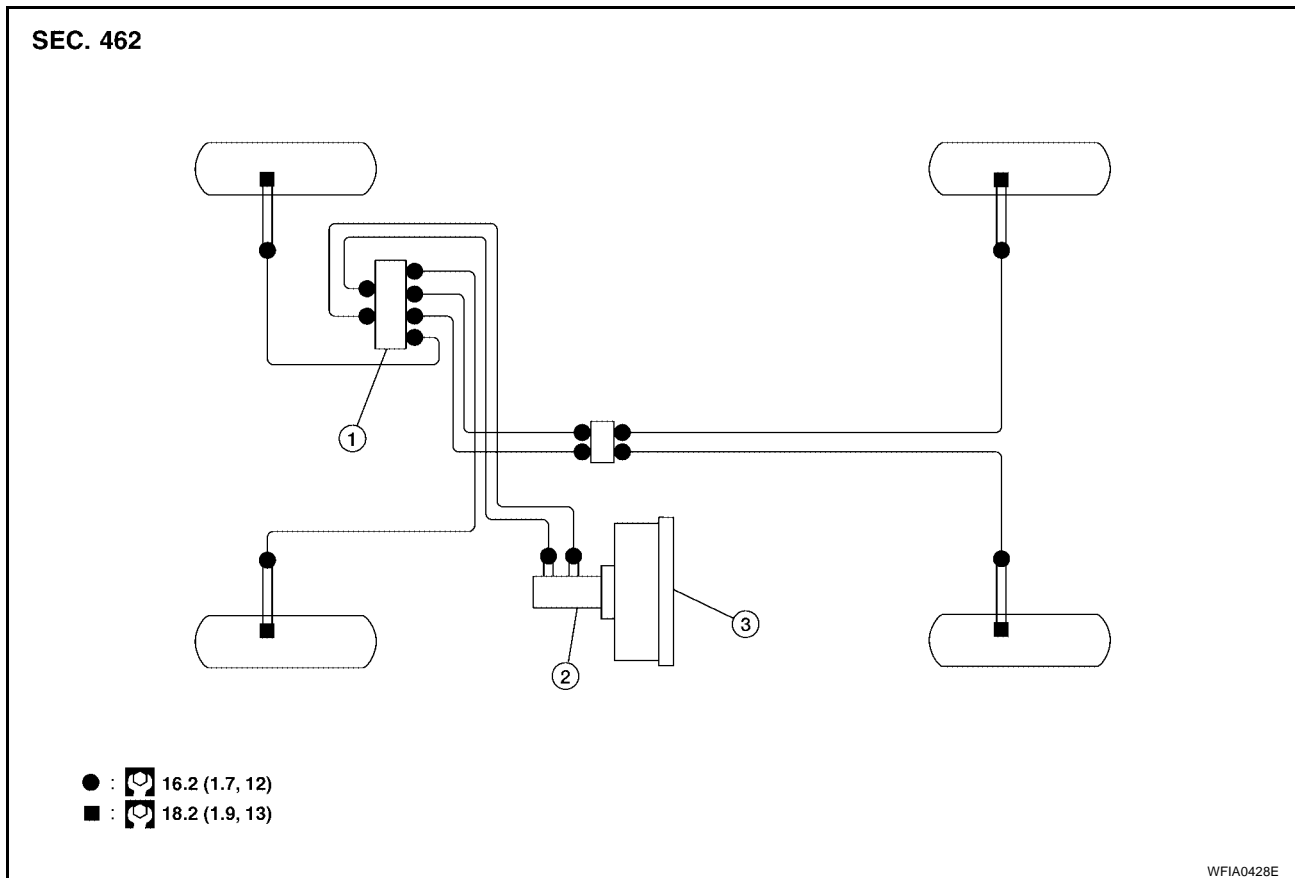 SEC. 462
1
2
3
● : 16.2 (1.7, 12)
■ : 18.2 (1.9, 13)
WFIA0428E